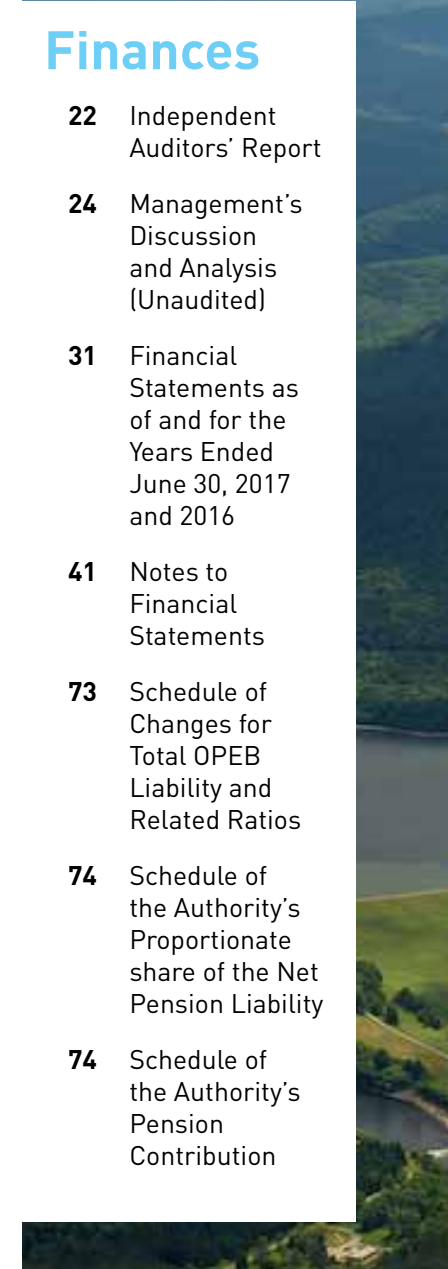 Finances
22 Independent
Auditors’ Report
24 Management’s
Discussion
and Analysis
(Unaudited)
31 Financial
Statements as
of and for the
Years Ended
June 30, 2017
and 2016
41 Notes to
Financial
Statements
73 Schedule of
Changes for
Total OPEB
Liability and
Related Ratios
74 Schedule of
the Authority’s
Proportionate
share of the Net
Pension Liability
74 Schedule of
the Authority’s
Pension
Contribution